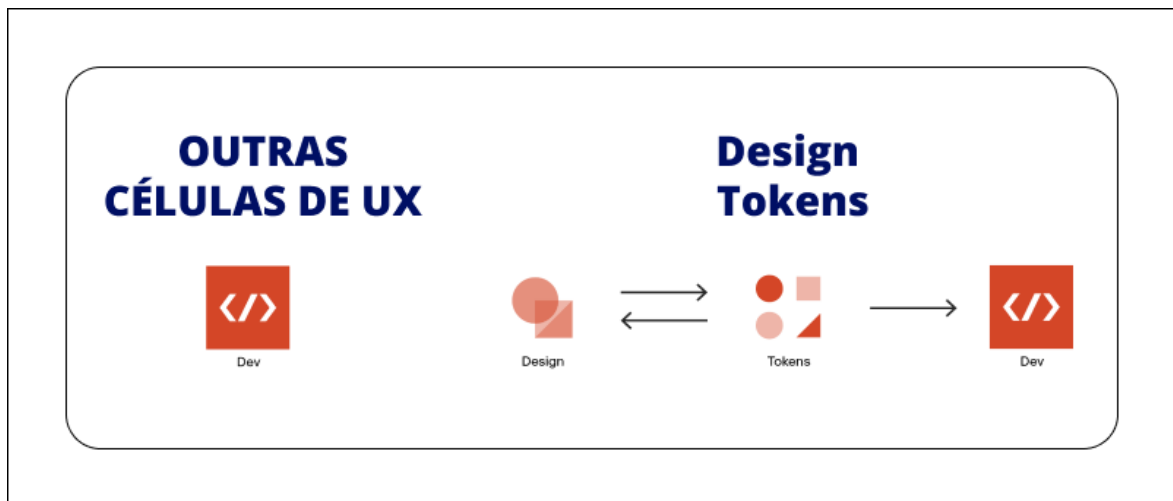 OUTRAS
CÉLULAS DE UX
Design
Tokens
</>
Dev
Design
Tokens
</>
Dev